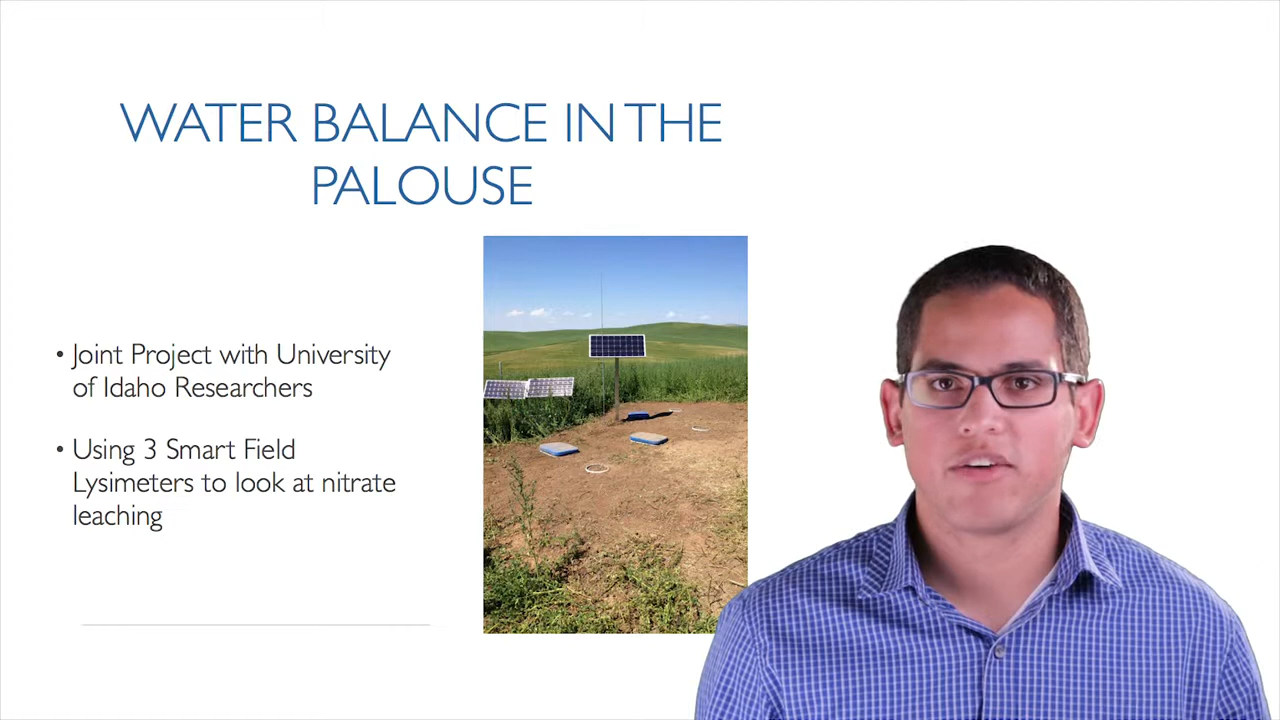 WATER BALANCE IN THE
PALOUSE
• Joint Project with University
of Idaho Researchers
• Using 3 Smart Field
Lysimeters to look at nitrate
leaching